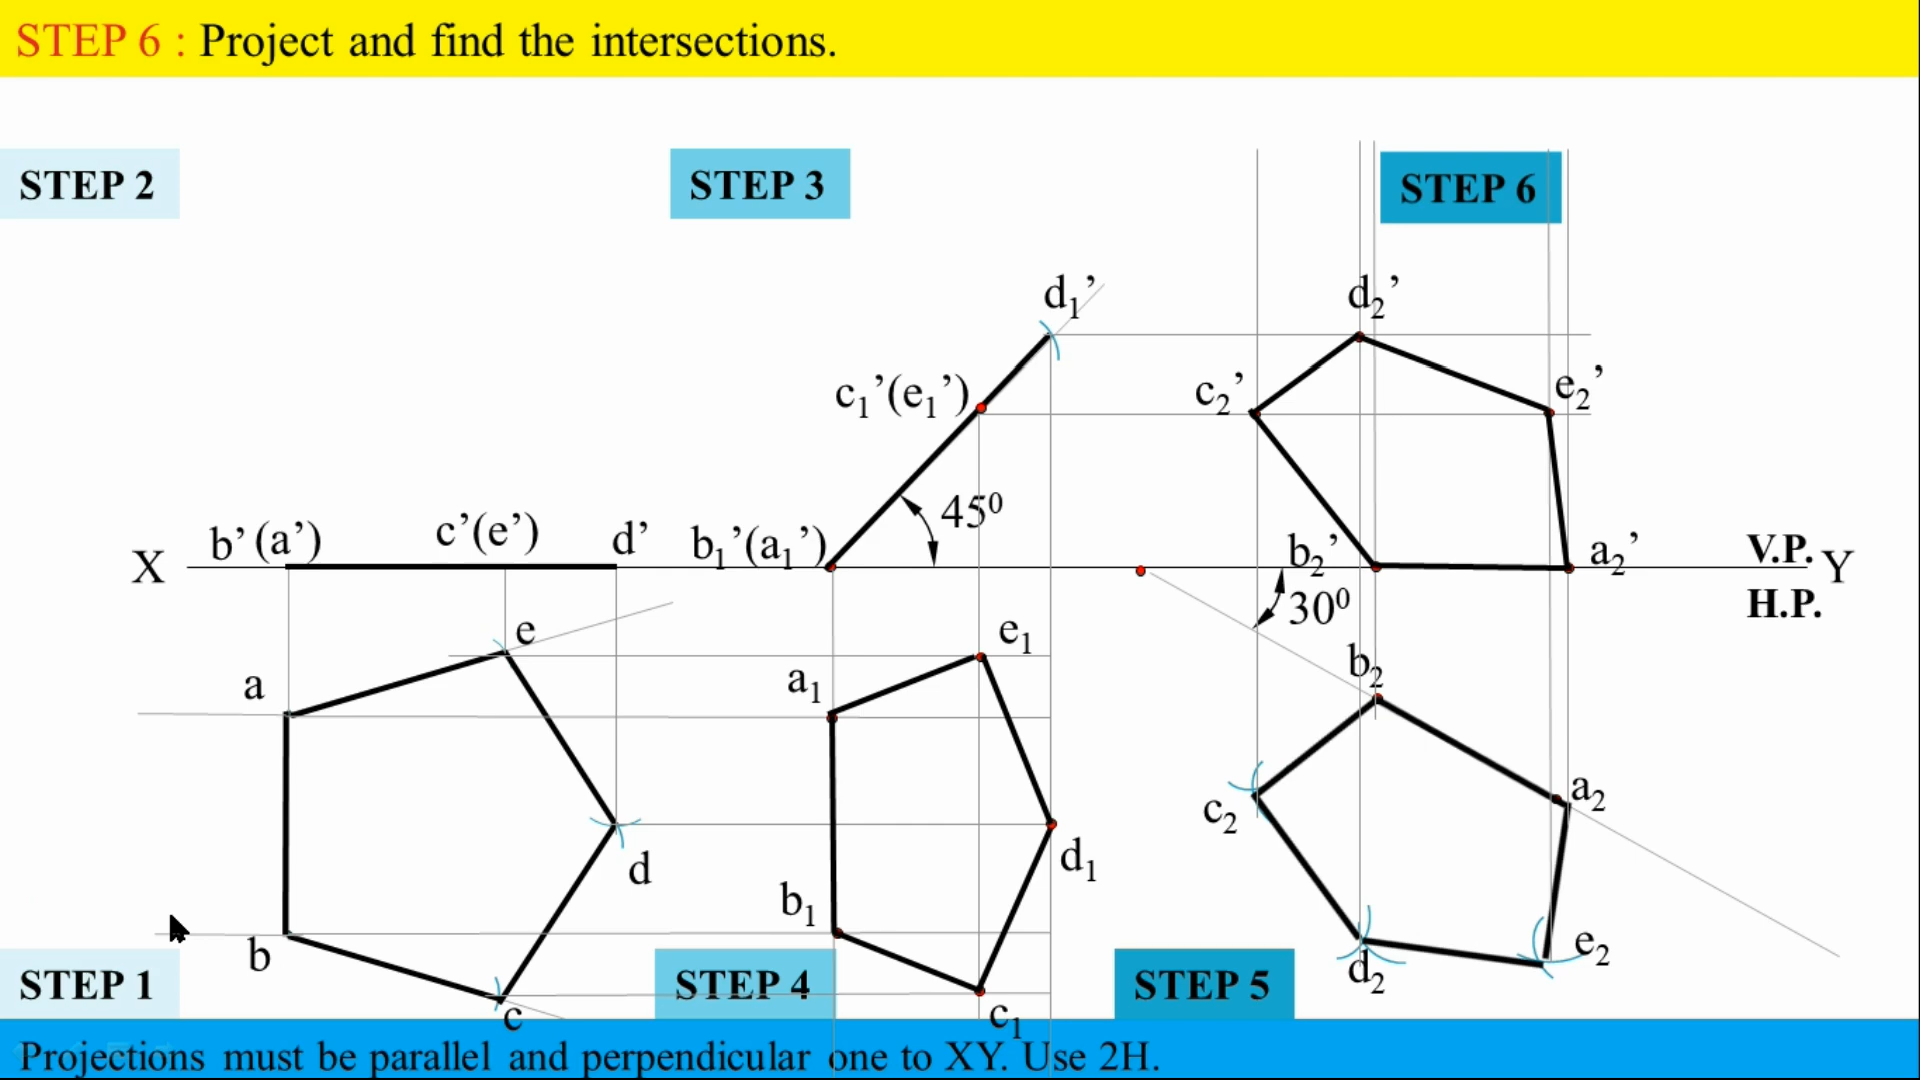 STEP 6 : Project and find the intersections.
STEP 2
STEP 3
STEP 6
d₁’
d₂’
c₁’(e₁’)
c₂’
e₂’
45⁰
b’(a’)
c’(e’)
d’
b₁’(a₁’)
b₂’
a₂’
V.P.
X
Y
H.P.
30⁰
e
e₁
b₂
a
a₁
a₂
c₂
d
d₁
b₁
b
e₂
d₂
STEP 1
STEP 4
STEP 5
c
c₁
Projections must be parallel and perpendicular one to XY. Use 2H.